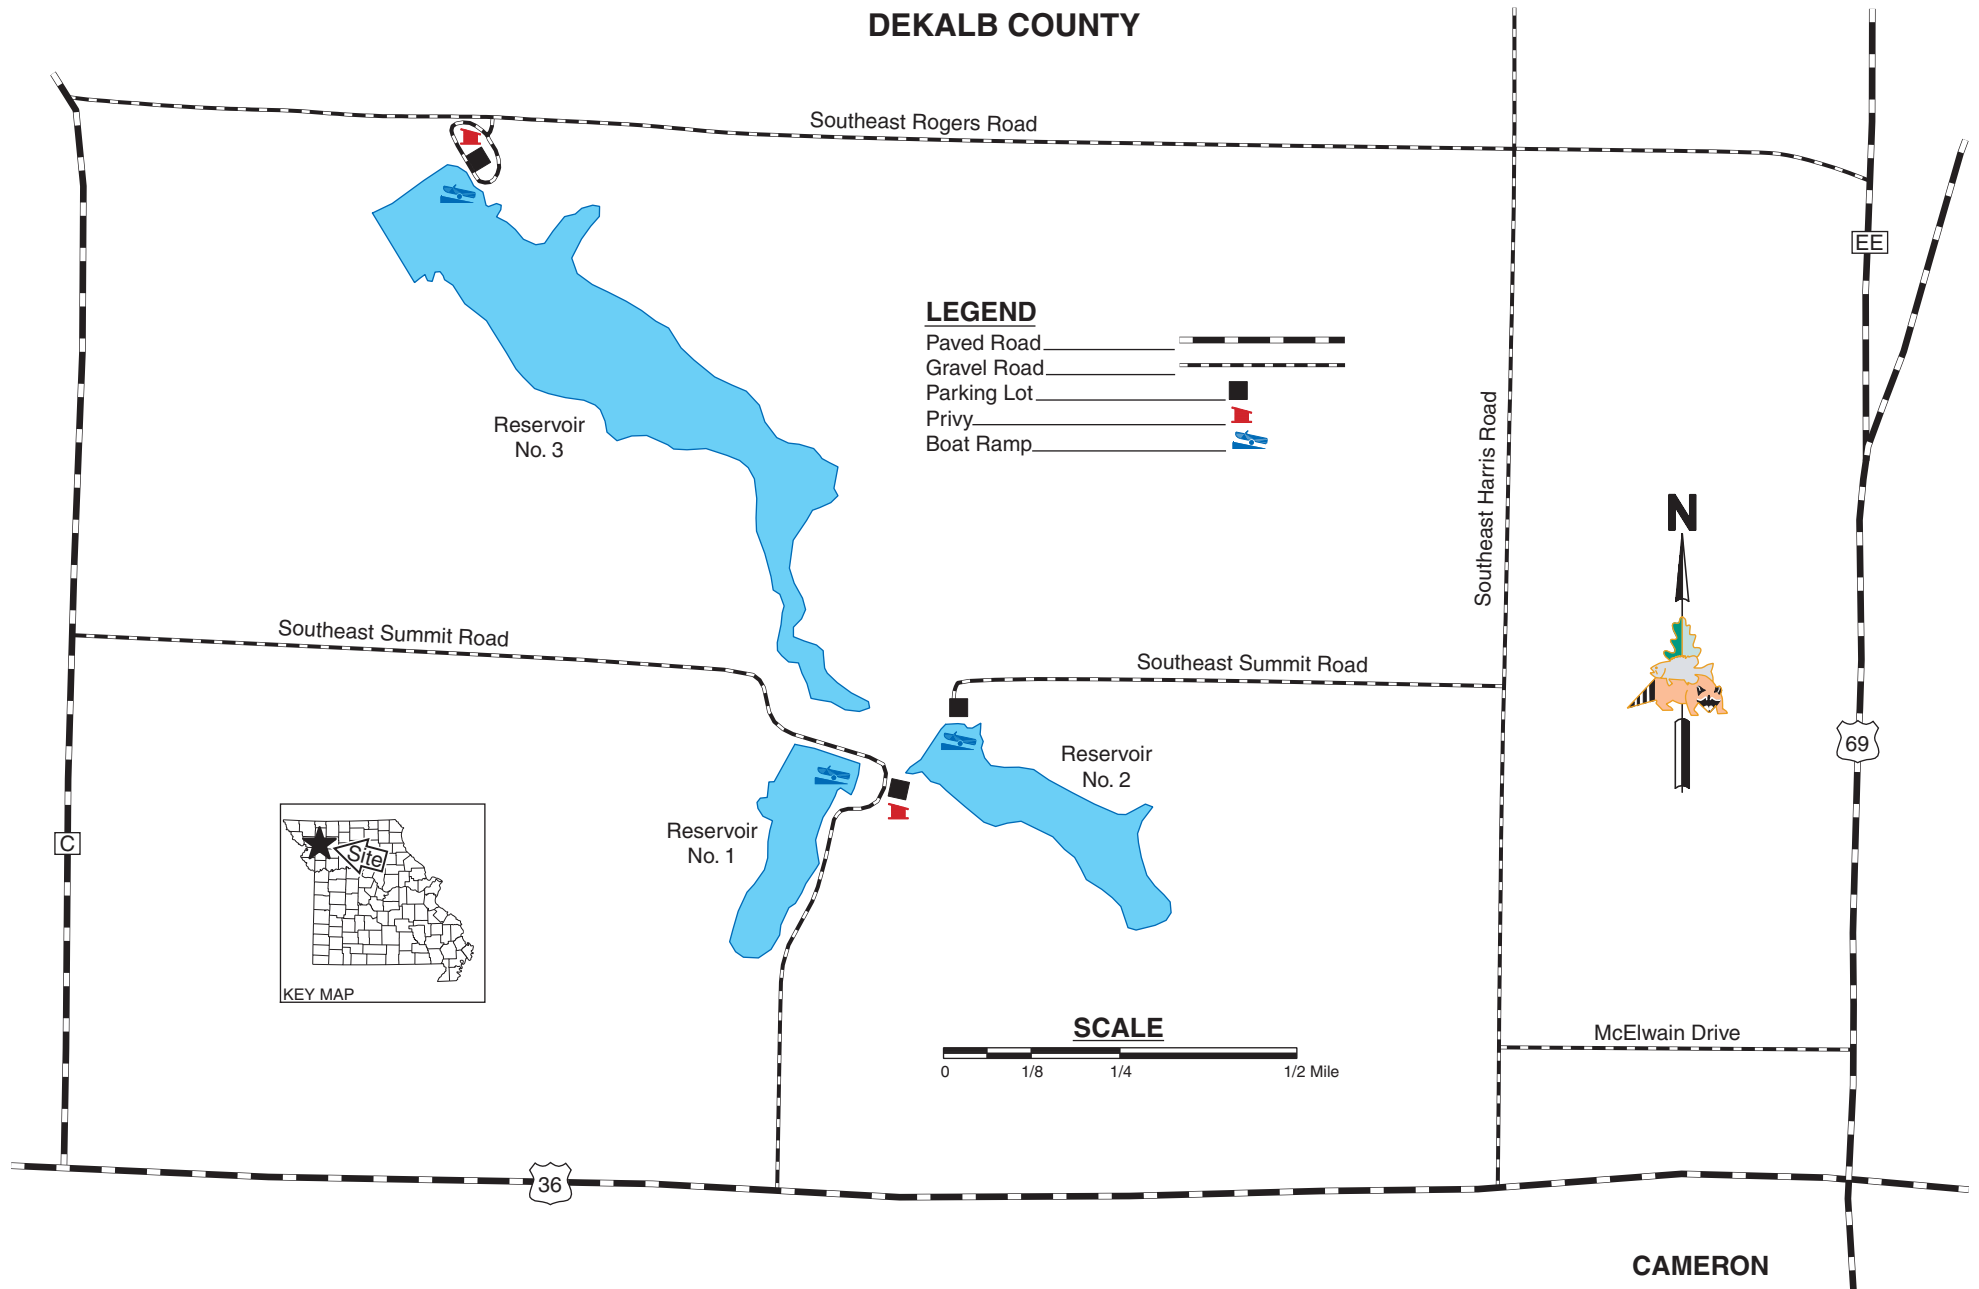 DEKALB COUNTY
Southeast Rogers Road
EE
LEGEND
Paved Road
Gravel Road
Parking Lot
Privy
Boat Ramp
Reservoir
No. 3
Southeast Harris Road
N
Southeast Summit Road
Southeast Summit Road
69
Reservoir
No. 2
Reservoir
No. 1
C
Site
KEY MAP
SCALE
0 1/8 1/4 1/2 Mile
McElwain Drive
36
CAMERON